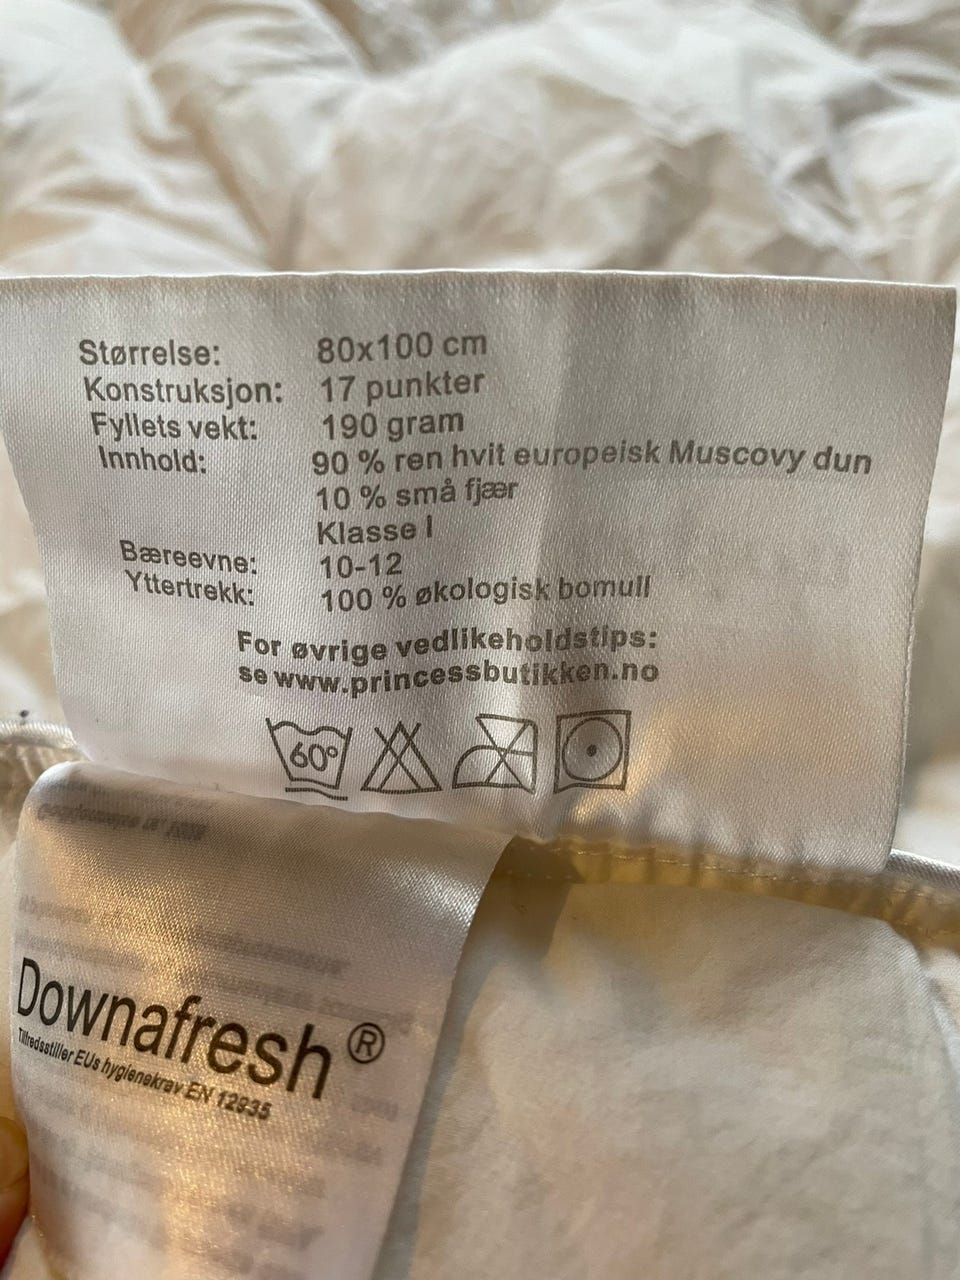 Størrelse: 80x100 cm
Konstruksjon: 17 punkter
Fyllets vekt: 190 gram
Innhold: 90 % ren hvit europeisk Muscovy dun
10 % små fjær
Klasse I
Bæreevne: 10-12
Yttertrekk: 100 % økologisk bomull
For øvrige vedlikeholdstips:
se www.princessbutikken.no
60°
Downafresh ®
Tilfredsstiller EUs hygienekrav EN 12935